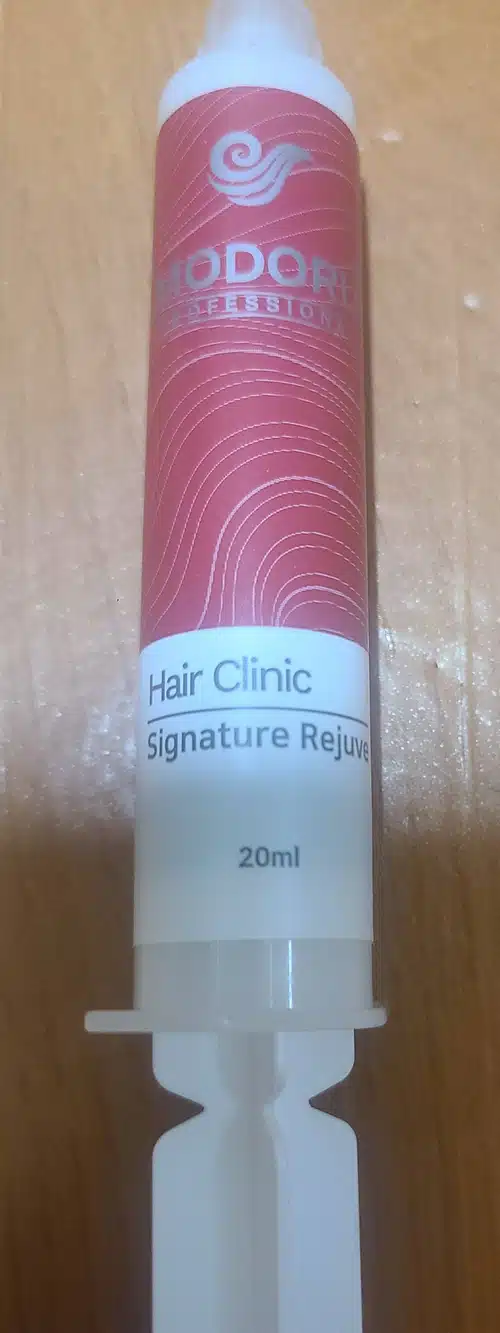 Hair Clinic
Signature Rejuve
20ml